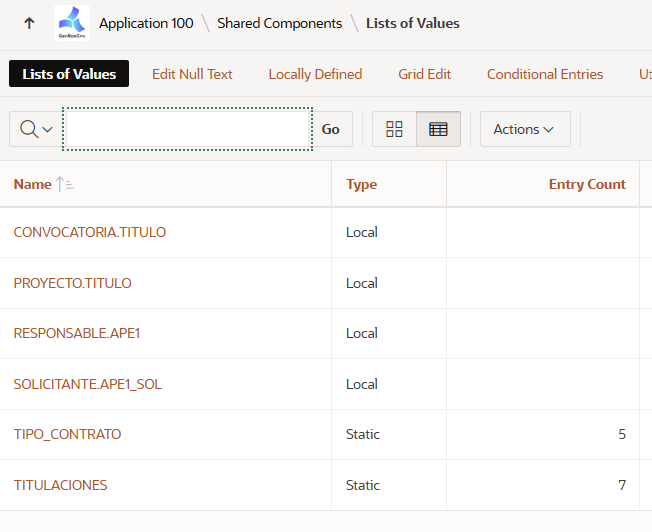 Application 100 \ Shared Components \ Lists of Values
GenBioeInv
Lists of Values Edit Null Text Locally Defined Grid Edit Conditional Entries
Go Actions
Name Type Entry Count
CONVOCATORIA.TITULO Local
PROYECTO.TITULO Local
RESPONSABLE.APE1 Local
SOLICITANTE.APE1_SOL Local
TIPO_CONTRATO Static 5
TITULACIONES Static 7